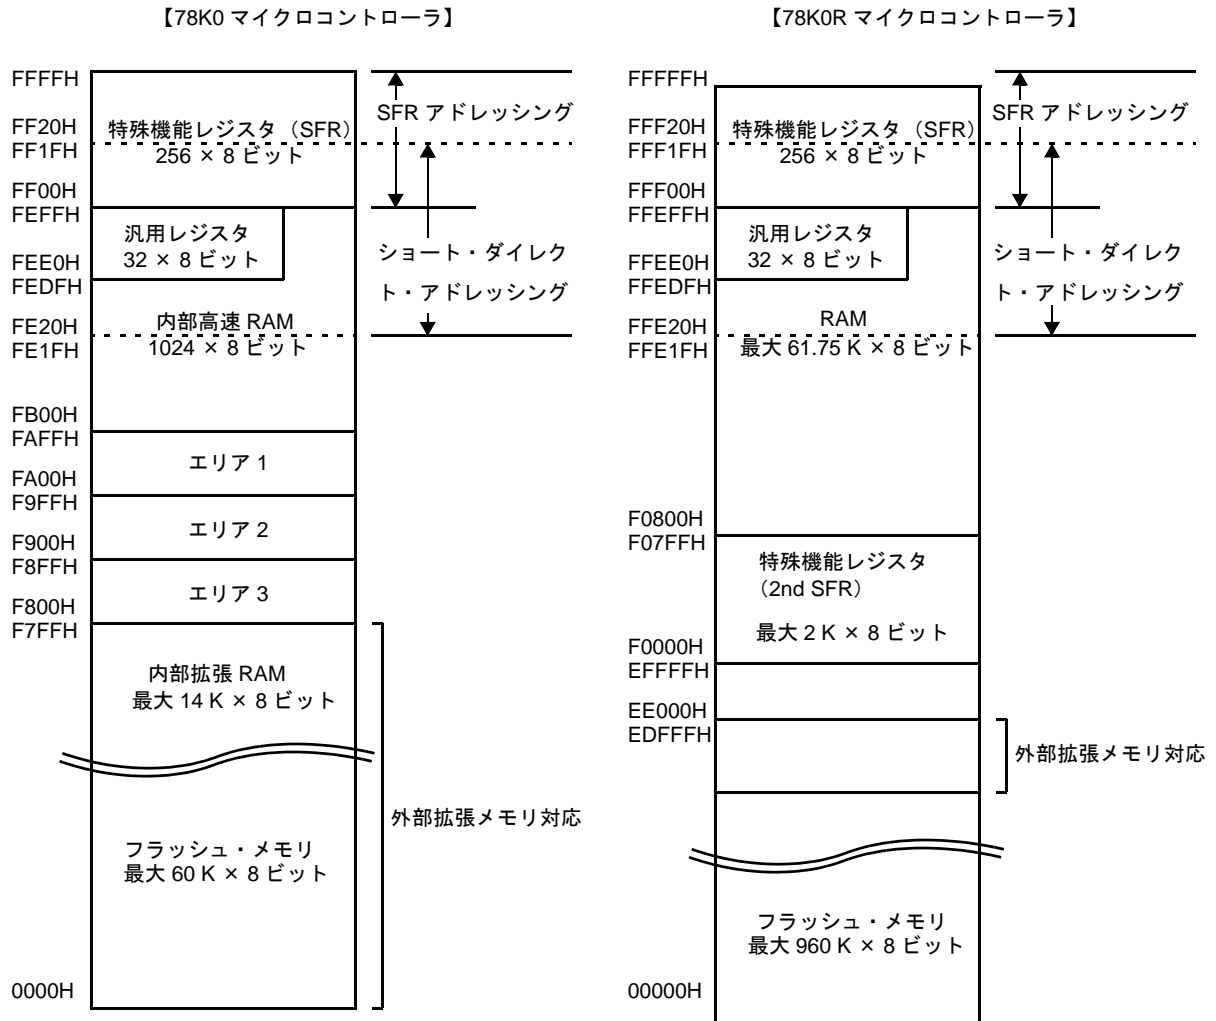 【78K0 マイクロコントローラ】
FFFFH
FF20H
FF1FH
FF00H
FEFFH
FEE0H
FEDFH
FE20H
FE1FH
FB00H
FAFFH
FA00H
F9FFH
F900H
F8FFH
F800H
F7FFH
0000H
特殊機能レジスタ（SFR）
256 × 8 ビット
汎用レジスタ
32 × 8 ビット
内部高速 RAM
1024 × 8 ビット
エリア 1
エリア 2
エリア 3
内部拡張 RAM
最大 14 K × 8 ビット
フラッシュ・メモリ
最大 60 K × 8 ビット
SFR アドレッシング
ショート・ダイレク
ト・アドレッシング
外部拡張メモリ対応
【78K0R マイクロコントローラ】
FFFFFH
FFF20H
FFF1FH
FFF00H
FFEFFH
FFEE0H
FFEDFH
FFE20H
FFE1FH
F0800H
F07FFH
F0000H
EFFFFH
EE000H
EDFFFH
00000H
特殊機能レジスタ（SFR）
256 × 8 ビット
汎用レジスタ
32 × 8 ビット
RAM
最大 61.75 K × 8 ビット
特殊機能レジスタ
（2nd SFR）
最大 2 K × 8 ビット
フラッシュ・メモリ
最大 960 K × 8 ビット
SFR アドレッシング
ショート・ダイレク
ト・アドレッシング
外部拡張メモリ対応